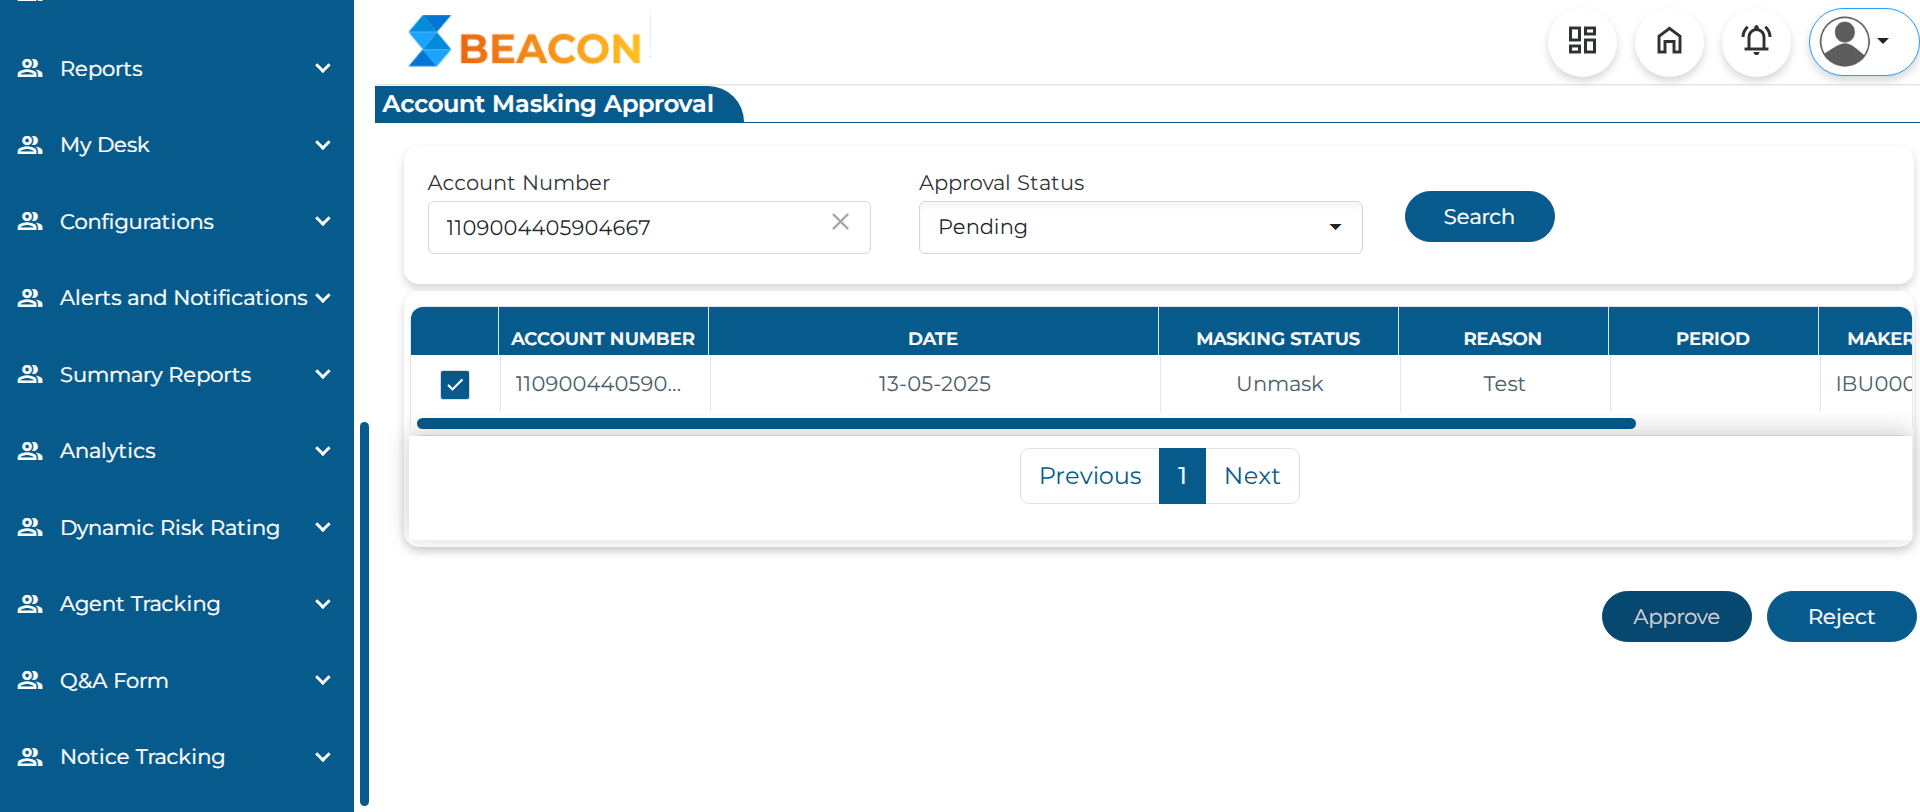 Reports
My Desk
Configurations
Alerts and Notifications
Summary Reports
Analytics
Dynamic Risk Rating
Agent Tracking
Q&A Form
Notice Tracking
BEACON
Account Masking Approval
Account Number
Approval Status
1109004405904667
Pending
Search
ACCOUNT NUMBER DATE MASKING STATUS REASON PERIOD MAKER
110900440590... 13-05-2025 Unmask Test IBU000
Previous 1 Next
Approve Reject